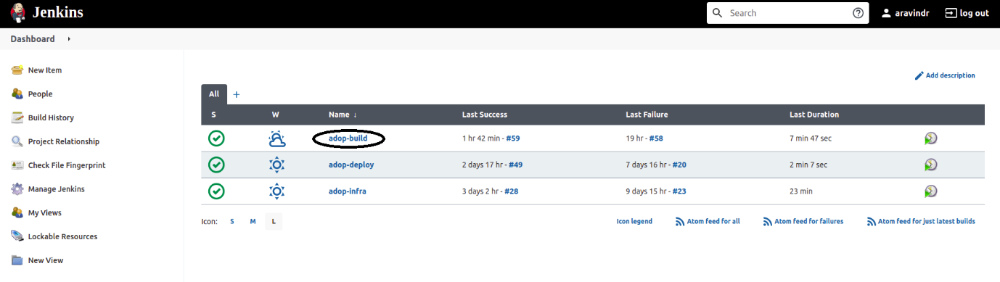 Jenkins
Search
aravindr
log out
Dashboard
New Item
People
Build History
Project Relationship
Check File Fingerprint
Manage Jenkins
My Views
Lockable Resources
New View
Add description
All +
S W Name ↓ Last Success Last Failure Last Duration
adop-build 1 hr 42 min - #59 19 hr - #58 7 min 47 sec
adop-deploy 2 days 17 hr - #49 7 days 16 hr - #20 2 min 7 sec
adop-infra 3 days 2 hr - #28 9 days 15 hr - #23 23 min
Icon: S M L Icon legend Atom feed for all Atom feed for failures Atom feed for just latest builds